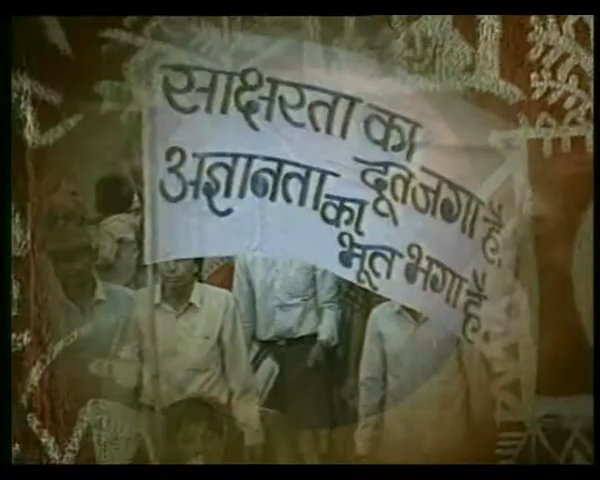 साक्षरता का
दूत जगा है.
अज्ञानता का
भूत भगा है.